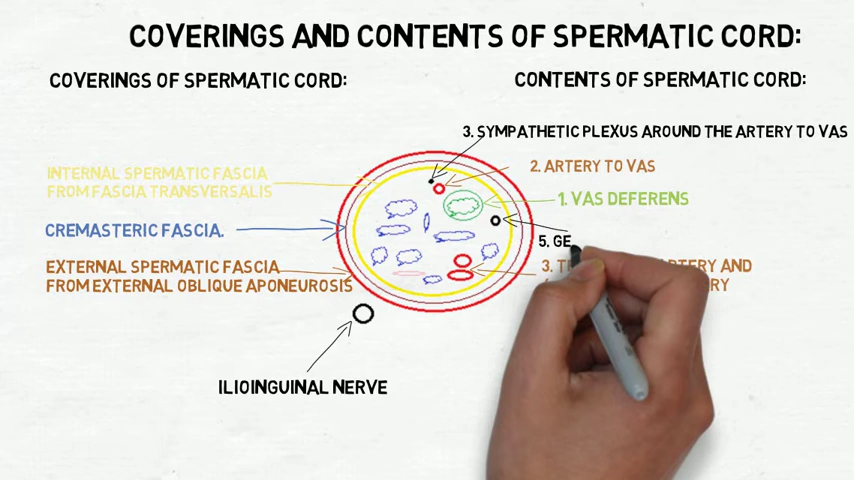 COVERINGS AND CONTENTS OF SPERMATIC CORD:
COVERINGS OF SPERMATIC CORD:
CONTENTS OF SPERMATIC CORD:
3. SYMPATHETIC PLEXUS AROUND THE ARTERY TO VAS
2. ARTERY TO VAS
1. VAS DEFERENS
5. GE
3. ARTERY AND
INTERNAL SPERMATIC FASCIA
FROM FASCIA TRANSVERSALIS
CREMASTERIC FASCIA.
EXTERNAL SPERMATIC FASCIA
FROM EXTERNAL OBLIQUE APONEUROSIS
ILIOINGUINAL NERVE